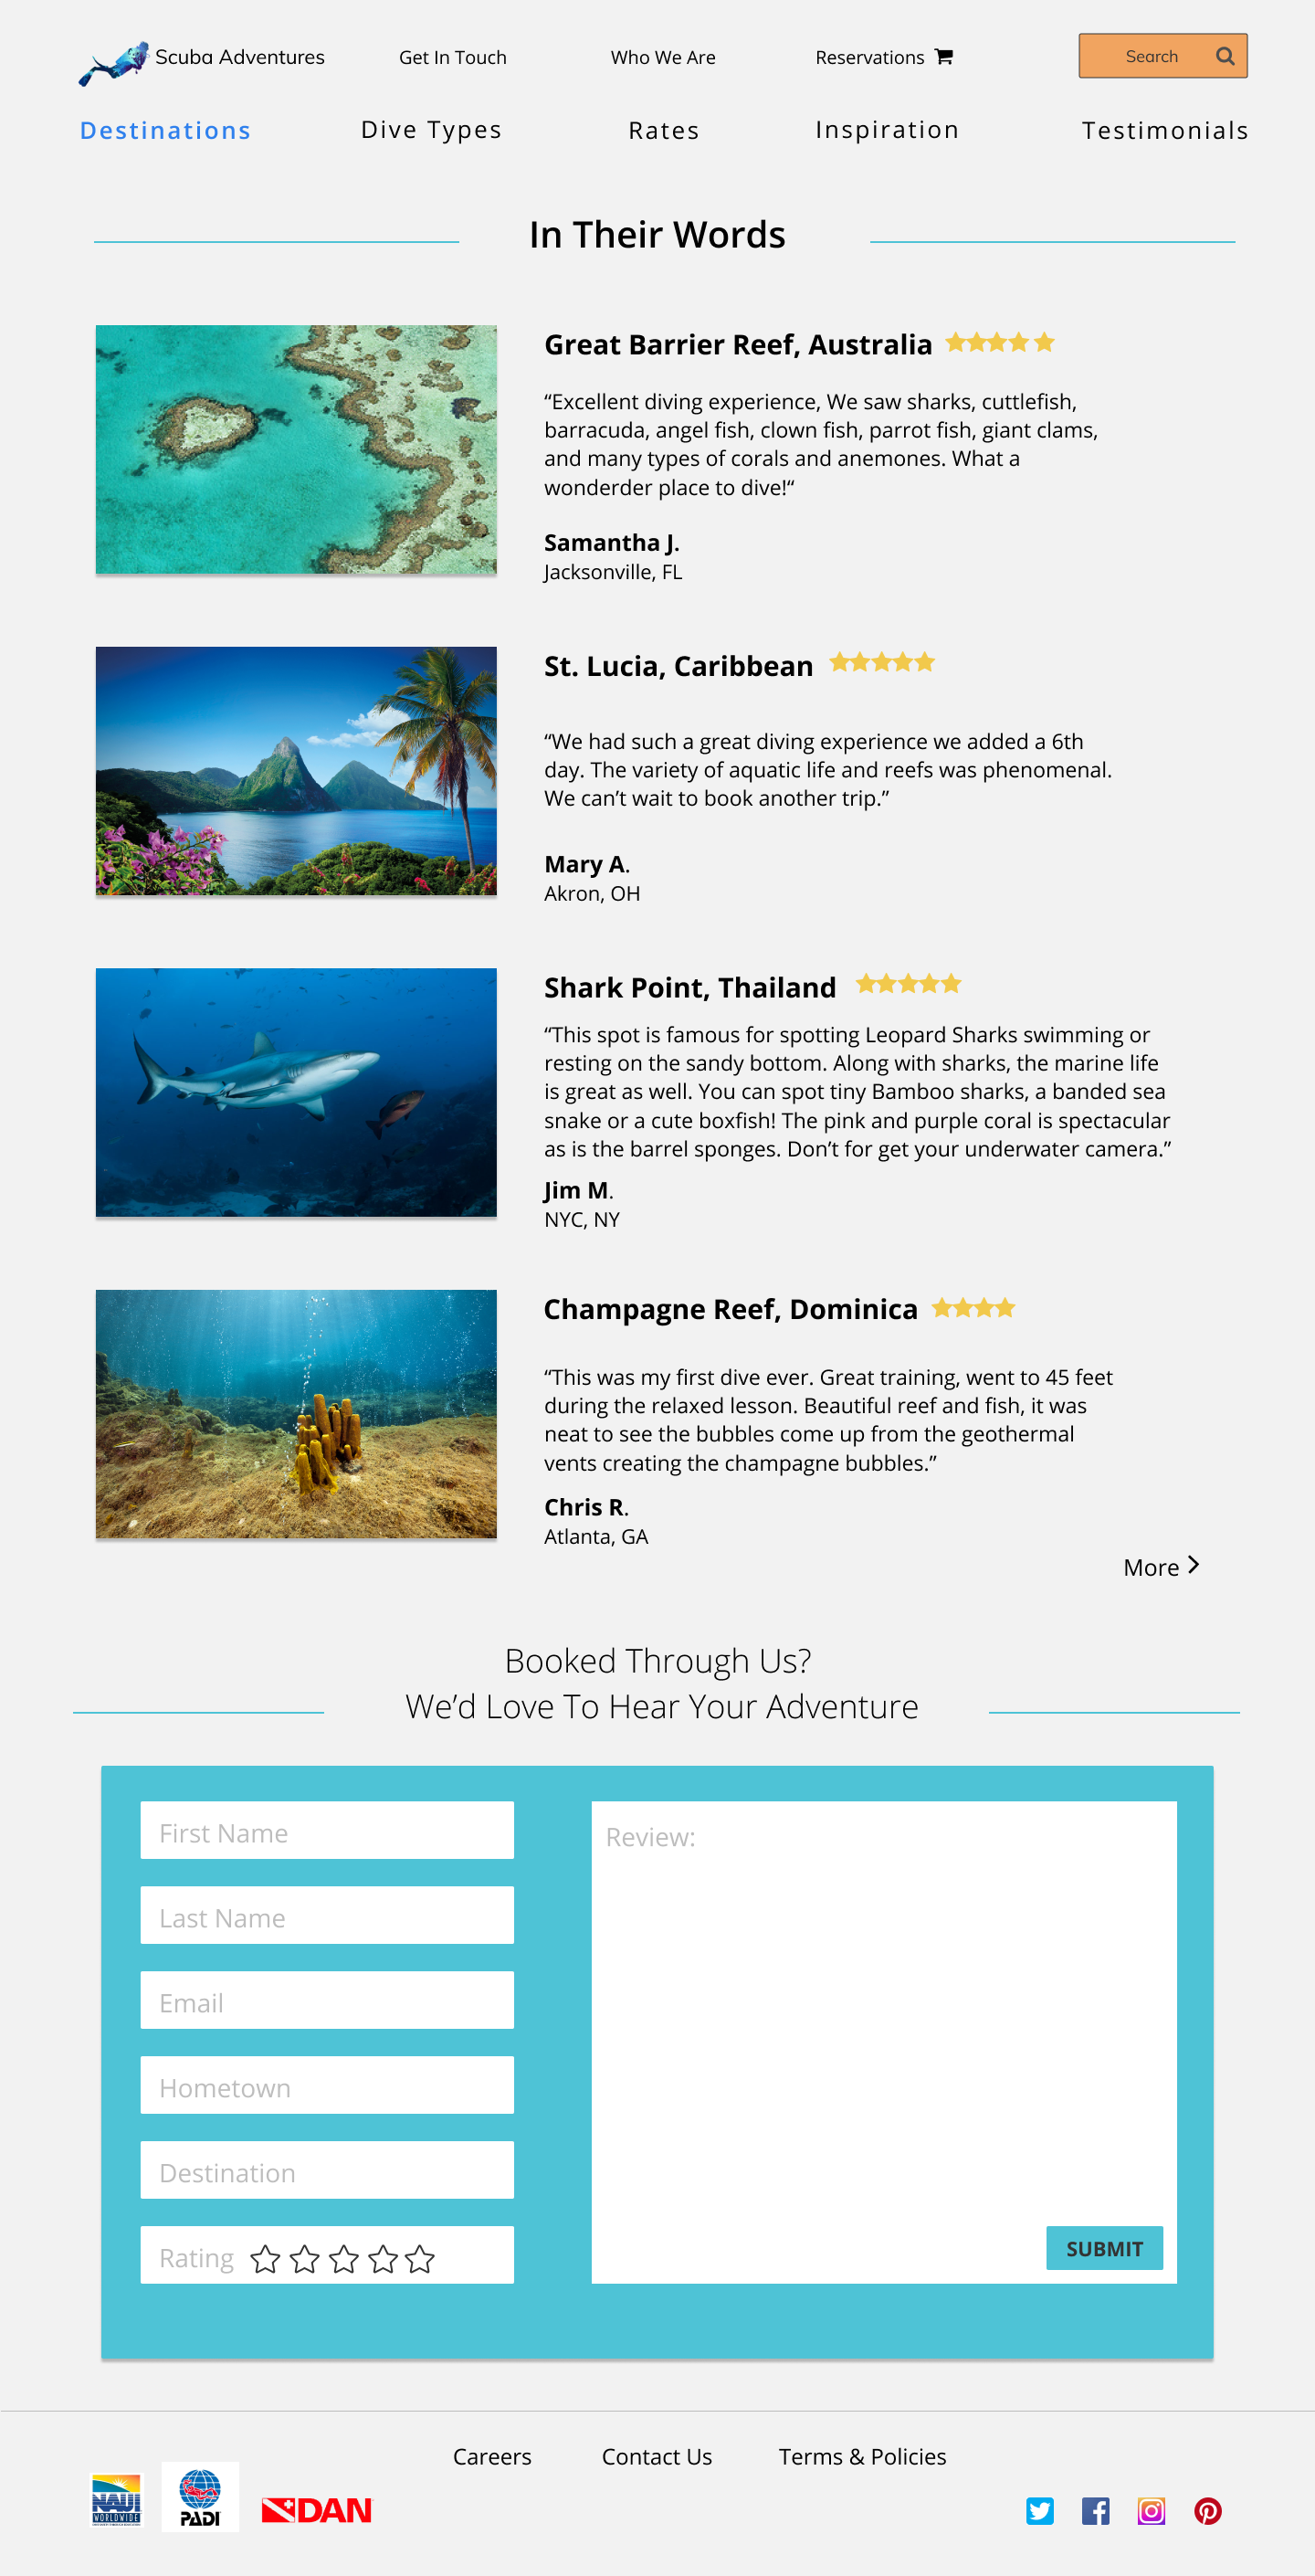 Scuba Adventures
Get In Touch
Who We Are
Reservations
Search
Destinations
Dive Types
Rates
Inspiration
Testimonials
In Their Words
Great Barrier Reef, Australia
“Excellent diving experience, We saw sharks, cuttlefish,
barracuda, angel fish, clown fish, parrot fish, giant clams,
and many types of corals and anemones. What a
wonderder place to dive!“
Samantha J.
Jacksonville, FL
St. Lucia, Caribbean
“We had such a great diving experience we added a 6th
day. The variety of aquatic life and reefs was phenomenal.
We can’t wait to book another trip.”
Mary A.
Akron, OH
Shark Point, Thailand
“This spot is famous for spotting Leopard Sharks swimming or
resting on the sandy bottom. Along with sharks, the marine life
is great as well. You can spot tiny Bamboo sharks, a banded sea
snake or a cute boxfish! The pink and purple coral is spectacular
as is the barrel sponges. Don’t for get your underwater camera.”
Jim M.
NYC, NY
Champagne Reef, Dominica
“This was my first dive ever. Great training, went to 45 feet
during the relaxed lesson. Beautiful reef and fish, it was
neat to see the bubbles come up from the geothermal
vents creating the champagne bubbles.”
Chris R.
Atlanta, GA
More
Booked Through Us?
We’d Love To Hear Your Adventure
First Name
Last Name
Email
Hometown
Destination
Rating
Review:
SUBMIT
Careers
Contact Us
Terms & Policies
NAUI
WORLDWIDE
PADI
DAN